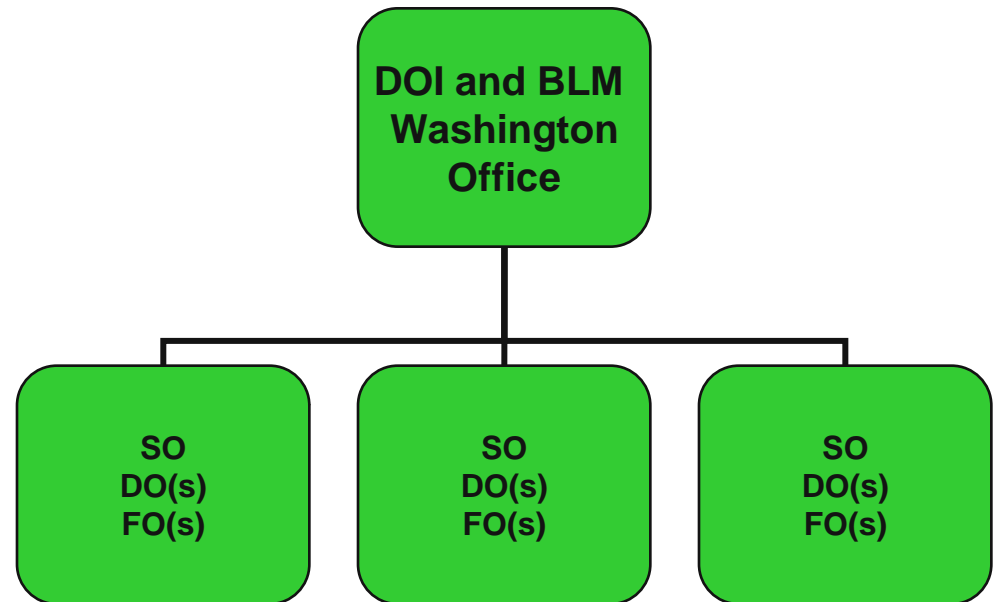 DOI and BLM
Washington
Office
SO
DO(s)
FO(s)
SO
DO(s)
FO(s)
SO
DO(s)
FO(s)